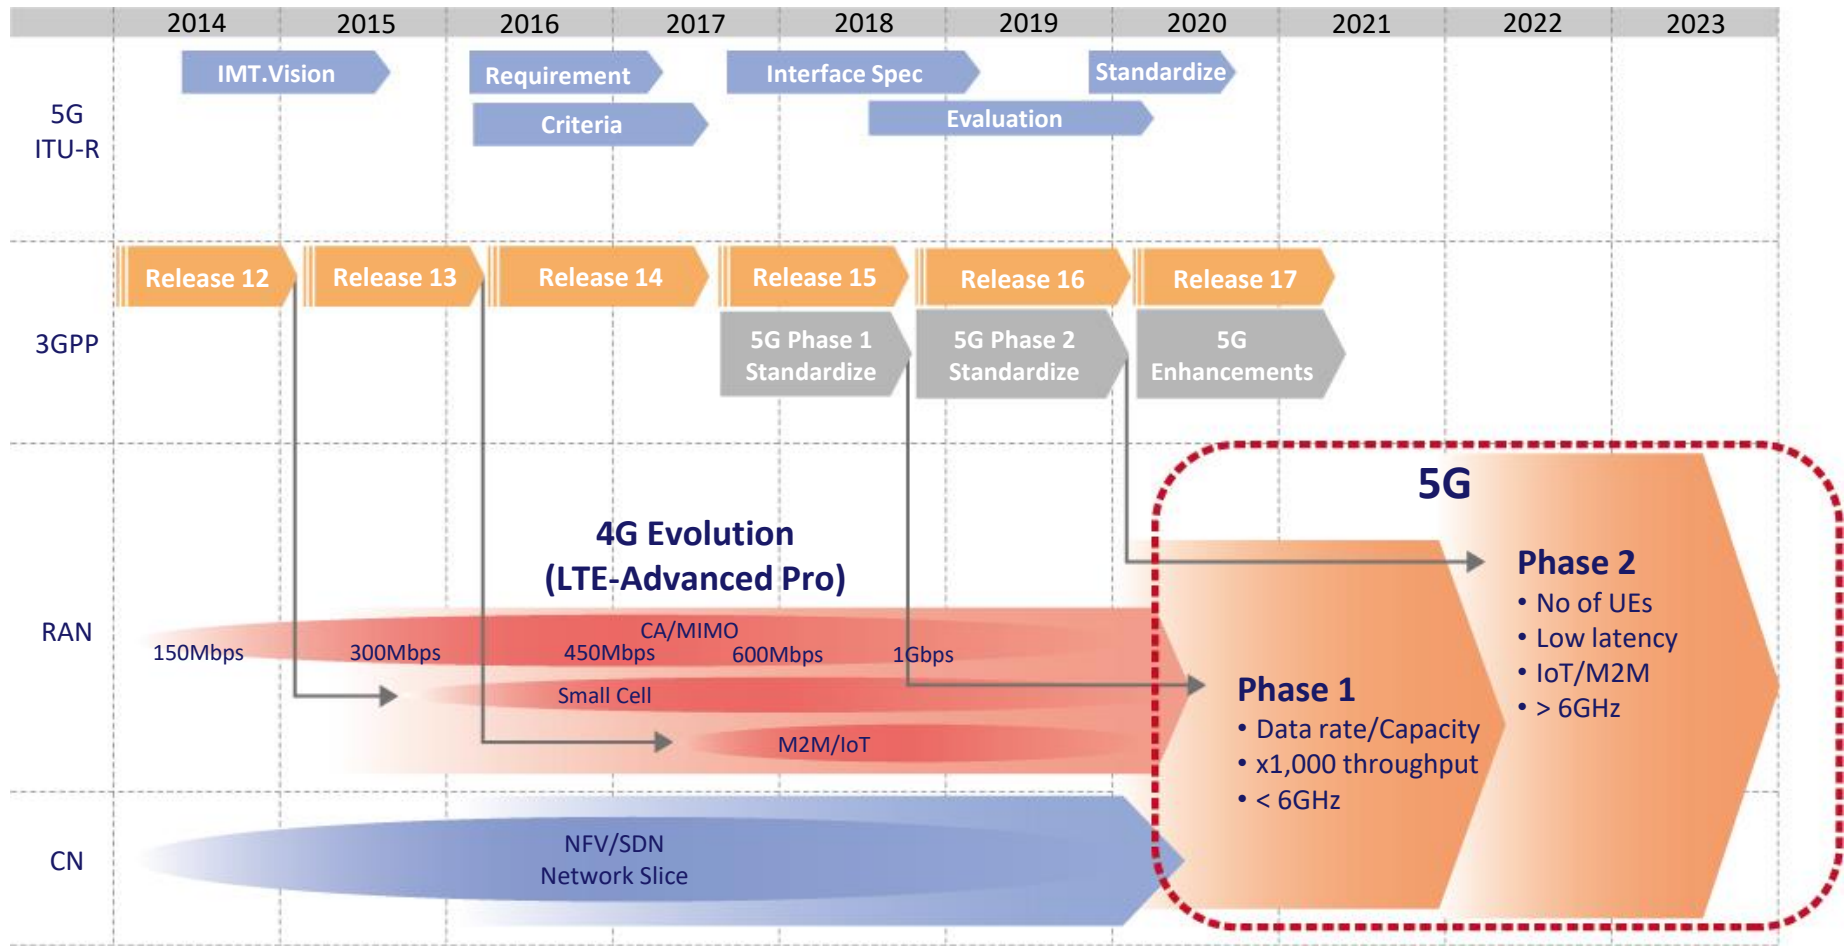 2014 2015 2016 2017 2018 2019 2020 2021 2022 2023
5G
ITU-R
IMT.Vision
Requirement
Interface Spec
Standardize
Criteria
Evaluation
3GPP
Release 12
Release 13
Release 14
Release 15
Release 16
Release 17
5G Phase 1
Standardize
5G Phase 2
Standardize
5G
Enhancements
RAN
4G Evolution
(LTE-Advanced Pro)
CA/MIMO
150Mbps
300Mbps
450Mbps
600Mbps
1Gbps
Small Cell
M2M/IoT
5G
Phase 1
• Data rate/Capacity
• x1,000 throughput
• < 6GHz
Phase 2
• No of UEs
• Low latency
• IoT/M2M
• > 6GHz
CN
NFV/SDN
Network Slice